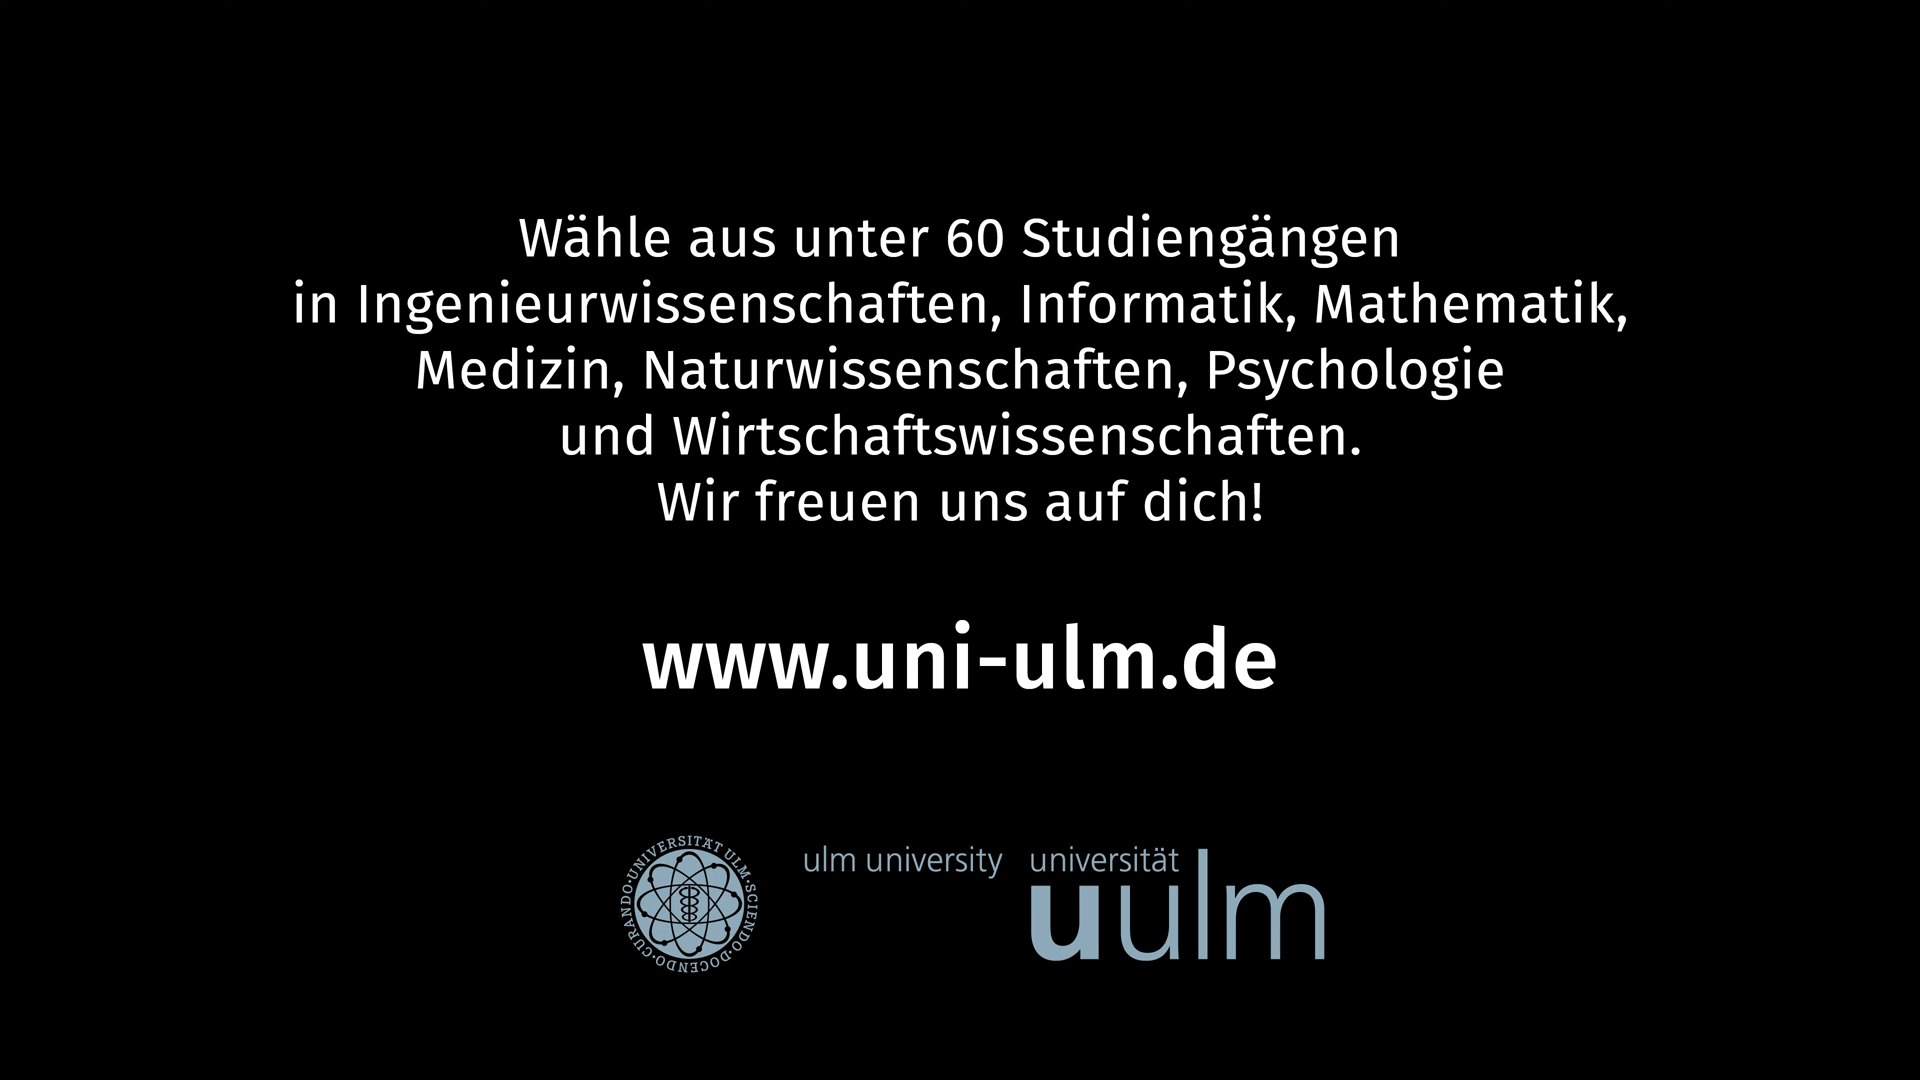 Wähle aus unter 60 Studiengängen
in Ingenieurwissenschaften, Informatik, Mathematik,
Medizin, Naturwissenschaften, Psychologie
und Wirtschaftswissenschaften.
Wir freuen uns auf dich!
www.uni-ulm.de
·UNIVERSITÄT ULM·SCIENDO·DOCENDO·CURANDO
ulm university universität
uulm